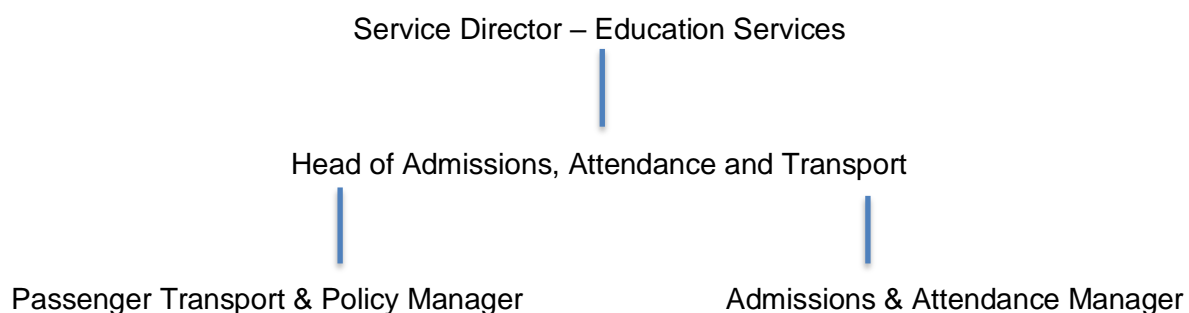 Service Director – Education Services
Head of Admissions, Attendance and Transport
Passenger Transport & Policy Manager
Admissions & Attendance Manager